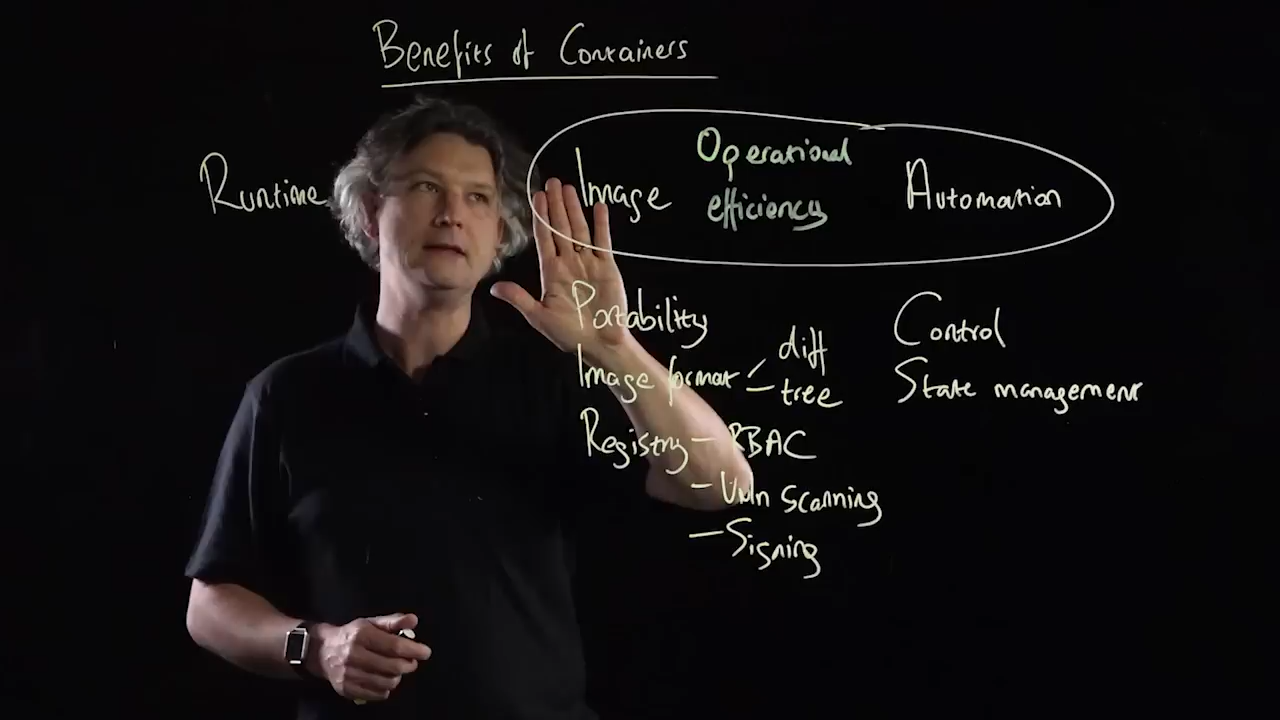 Benefits of Containers
Runtime
Image
Operational
efficiency
Automation
Portability
Image format
diff
tree
Registry - RBAC
- Vuln scanning
- Signing
Control
State management